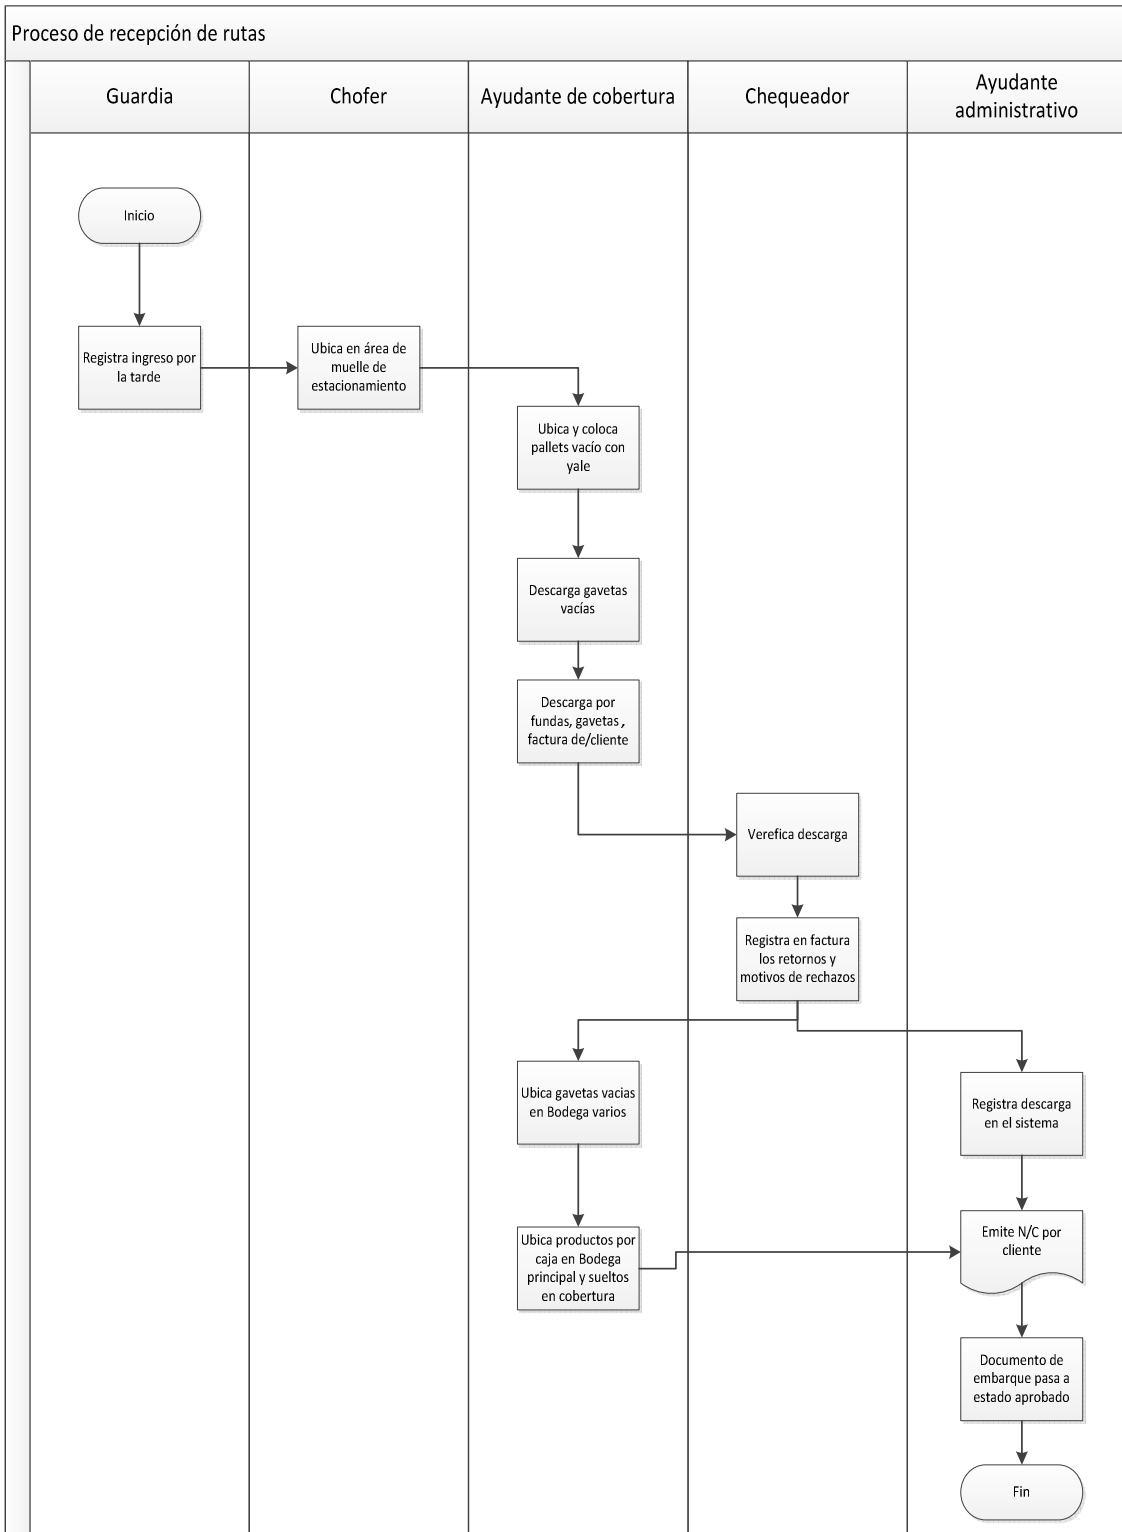 Proceso de recepción de rutas
Guardia
Chofer
Ayudante de cobertura
Chequeador
Ayudante
administrativo
Inicio
Registra ingreso por
la tarde
Ubica en área de
muelle de
estacionamiento
Ubica y coloca
pallets vacío con
yale
Descarga gavetas
vacías
Descarga por
fundas, gavetas ,
factura de/cliente
Verefica descarga
Registra en factura
los retornos y
motivos de rechazos
Ubica gavetas vacias
en Bodega varios
Registra descarga
en el sistema
Ubica productos por
caja en Bodega
principal y sueltos
en cobertura
Emite N/C por
cliente
Documento de
embarque pasa a
estado aprobado
Fin